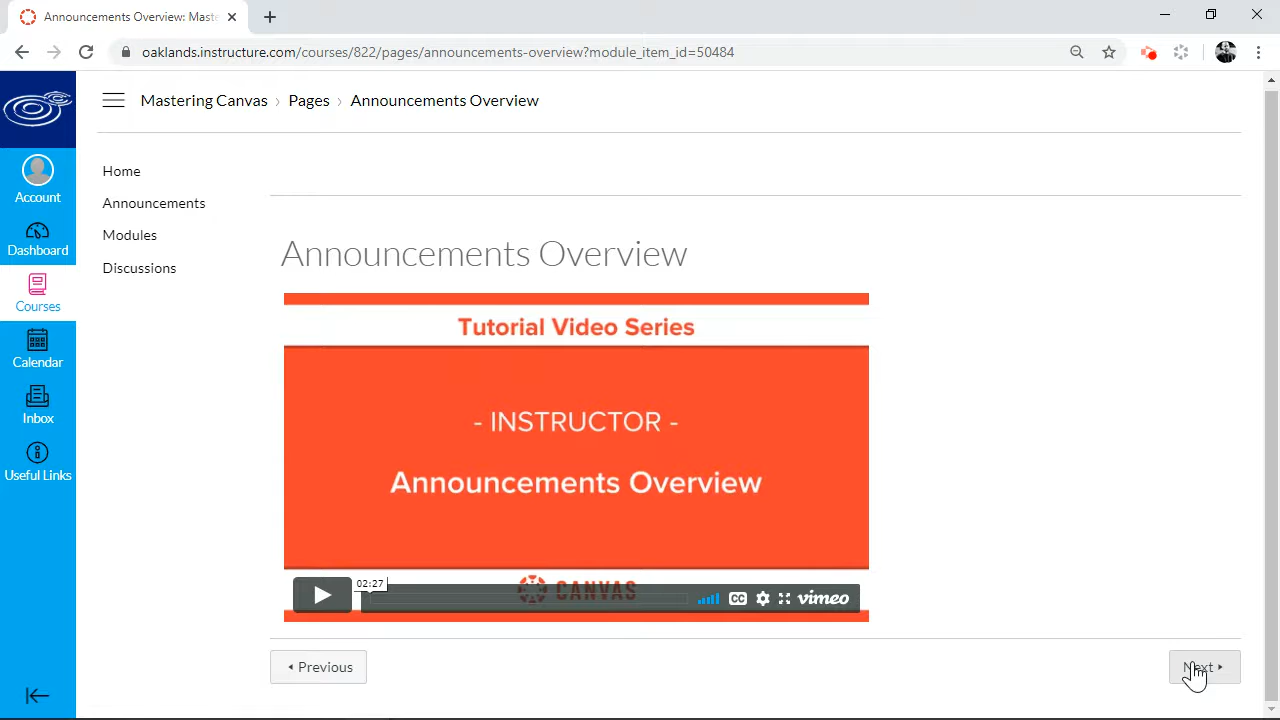 Announcements Overview: Maste
oaklands.instructure.com/courses/822/pages/announcements-overview?module_item_id=50484
Mastering Canvas › Pages › Announcements Overview
Account
Dashboard
Courses
Calendar
Inbox
Useful Links
Home
Announcements
Modules
Discussions
Announcements Overview
Tutorial Video Series
- INSTRUCTOR -
Announcements Overview
CANVAS
02:27
CC
vimeo
Previous
Next